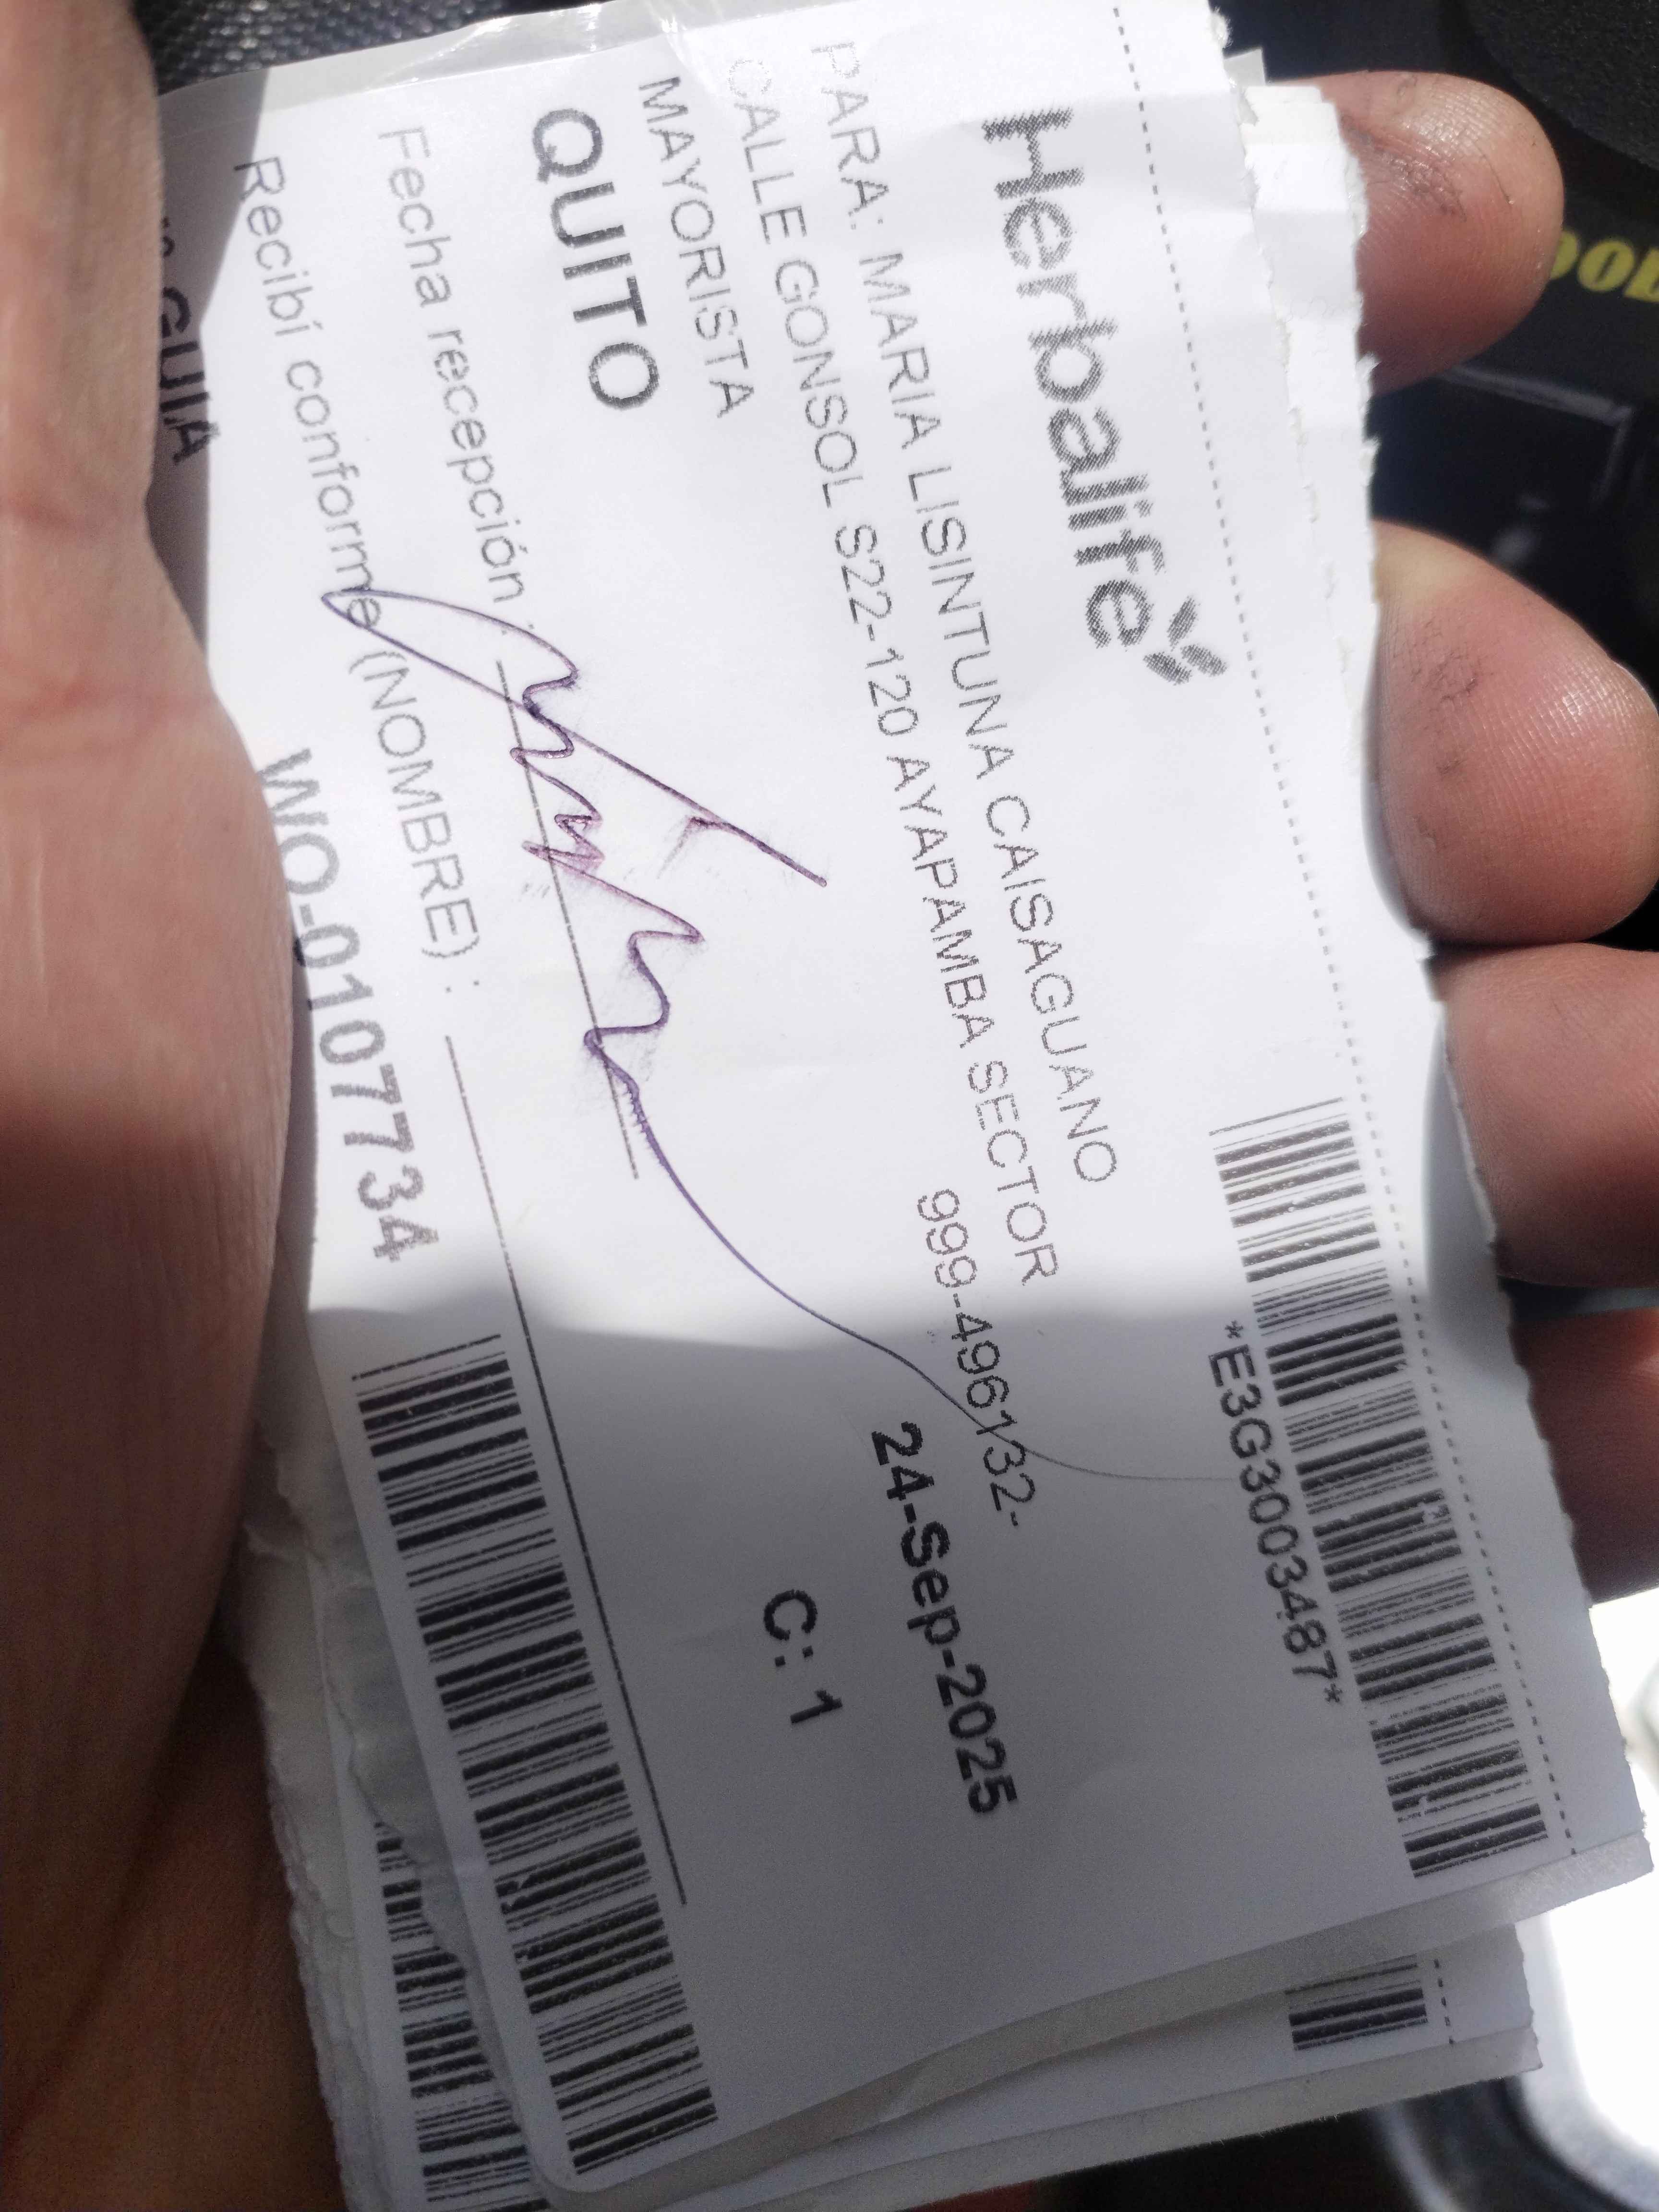 Herbalife
*E3G3003487*
PARA: MARIA LISINTUNA CAISAGUANO
CALLE GONSOL S22-120 AYAPAMBA SECTOR
MAYORISTA
999-496132-
QUITO
24-Sep-2025
C: 1
Fecha recepción :
Recibí conforme (NOMBRE) :
GUIA
WO-0107734